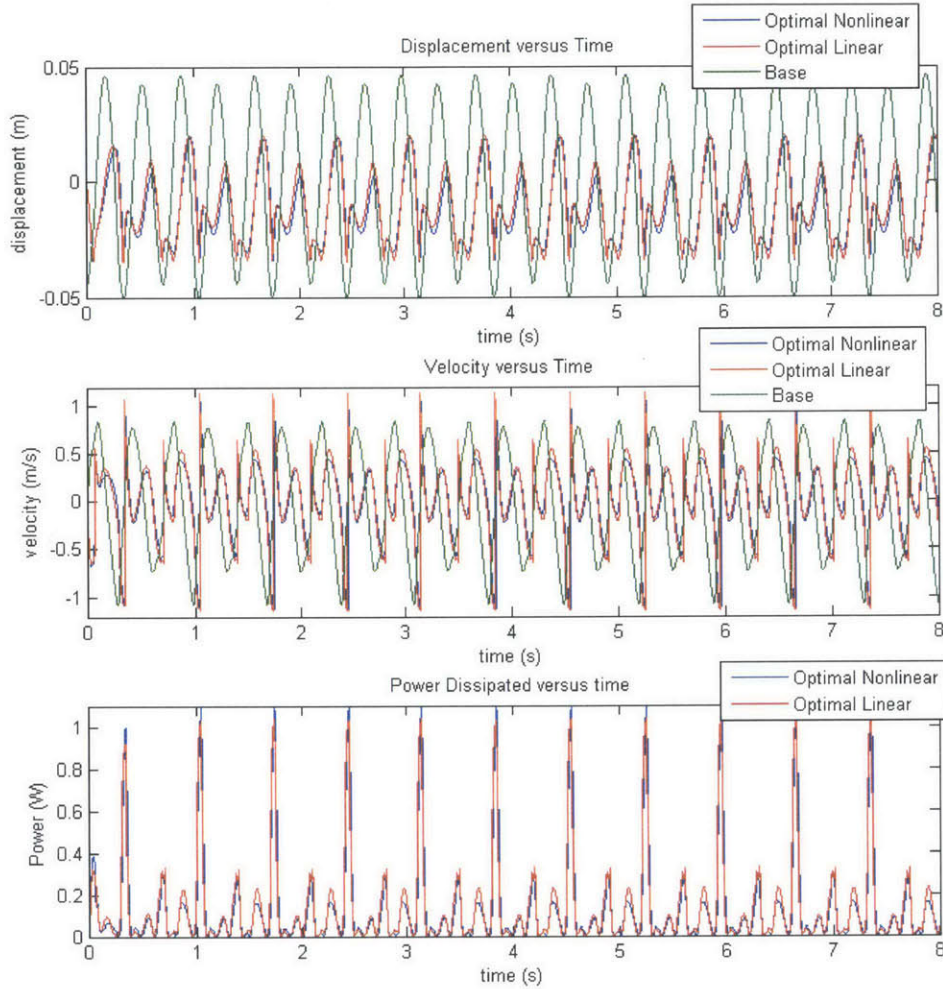 Displacement versus Time
Optimal Nonlinear
Optimal Linear
Base
displacement (m)
0.05
0
-0.05
0 1 2 3 4 5 6 7 8
time (s)
Velocity versus Time
Optimal Nonlinear
Optimal Linear
Base
velocity (m/s)
1
0.5
0
-0.5
-1
0 1 2 3 4 5 6 7 8
time (s)
Power Dissipated versus time
Optimal Nonlinear
Optimal Linear
Power (W)
1
0.8
0.6
0.4
0.2
0
0 1 2 3 4 5 6 7 8
time (s)